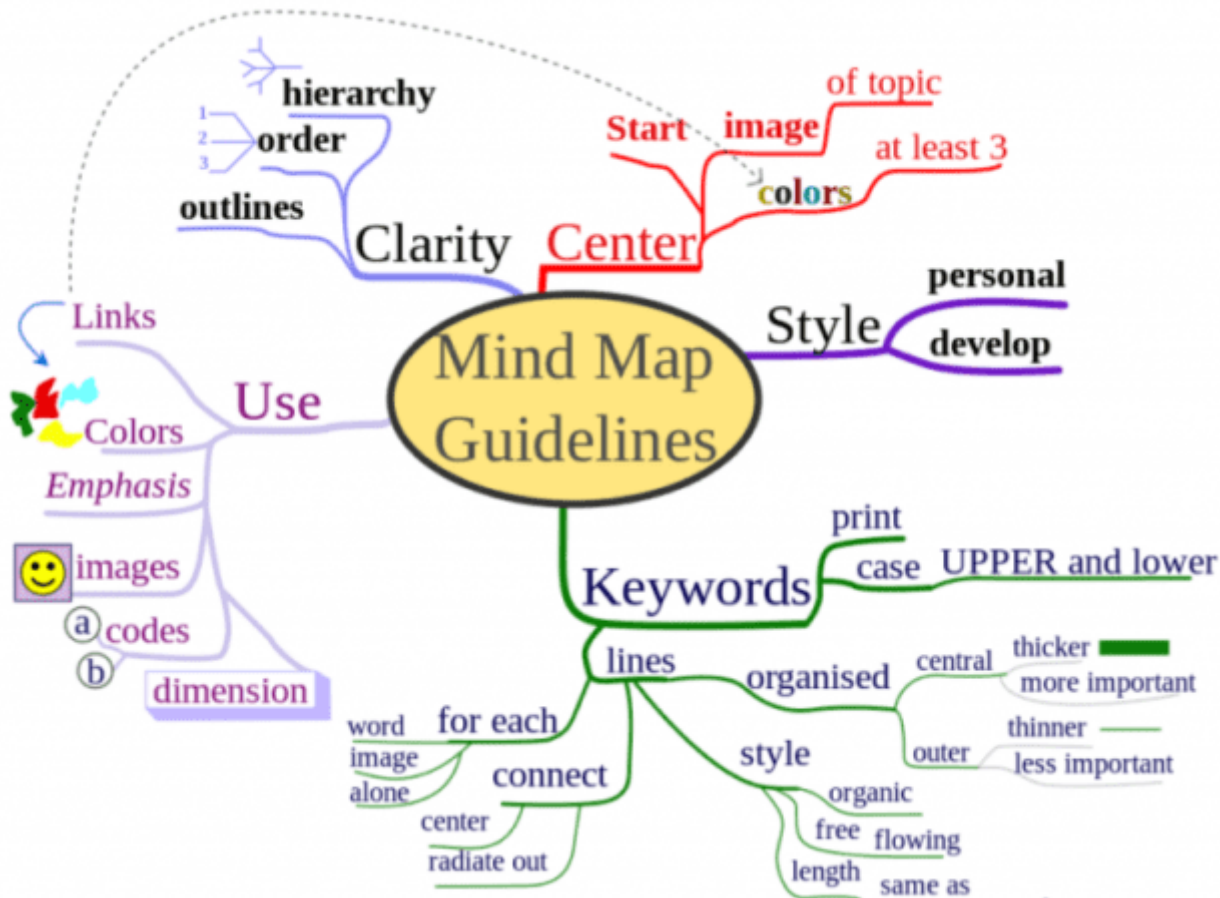 Mind Map
Guidelines
Clarity
hierarchy
order
1
2
3
outlines
Center
Start
image
of topic
colors
at least 3
Style
personal
develop
Use
Links
Colors
Emphasis
images
codes
a
b
dimension
Keywords
print
case
UPPER and lower
lines
organised
central
thicker
more important
outer
thinner
less important
style
organic
free
flowing
length
same as
for each
word
image
alone
connect
center
radiate out